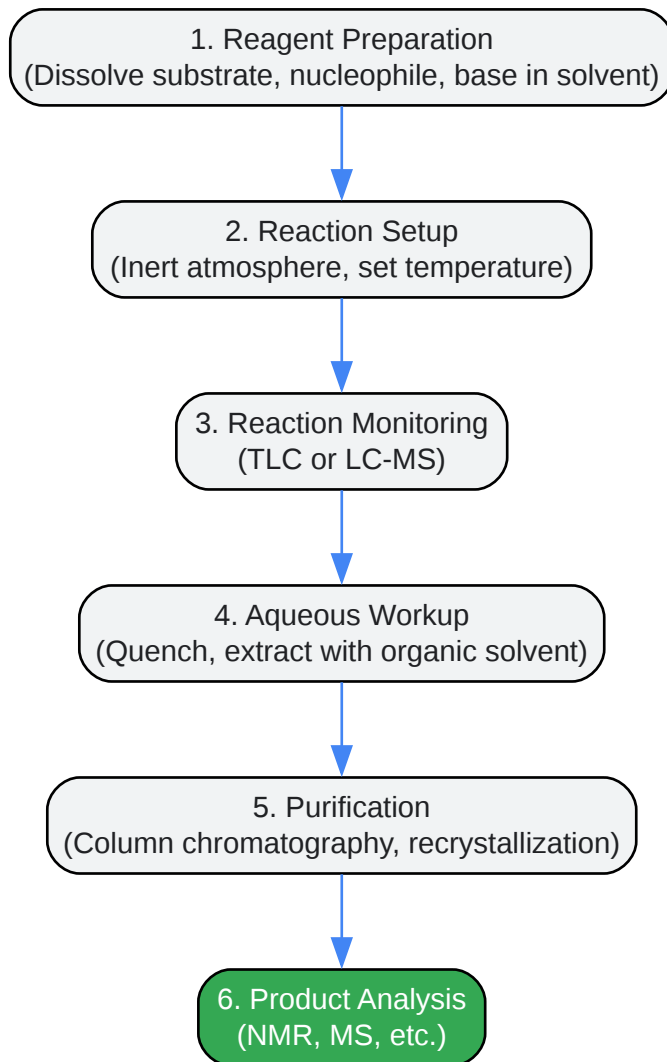 1. Reagent Preparation
(Dissolve substrate, nucleophile, base in solvent)
2. Reaction Setup
(Inert atmosphere, set temperature)
3. Reaction Monitoring
(TLC or LC-MS)
4. Aqueous Workup
(Quench, extract with organic solvent)
5. Purification
(Column chromatography, recrystallization)
6. Product Analysis
(NMR, MS, etc.)